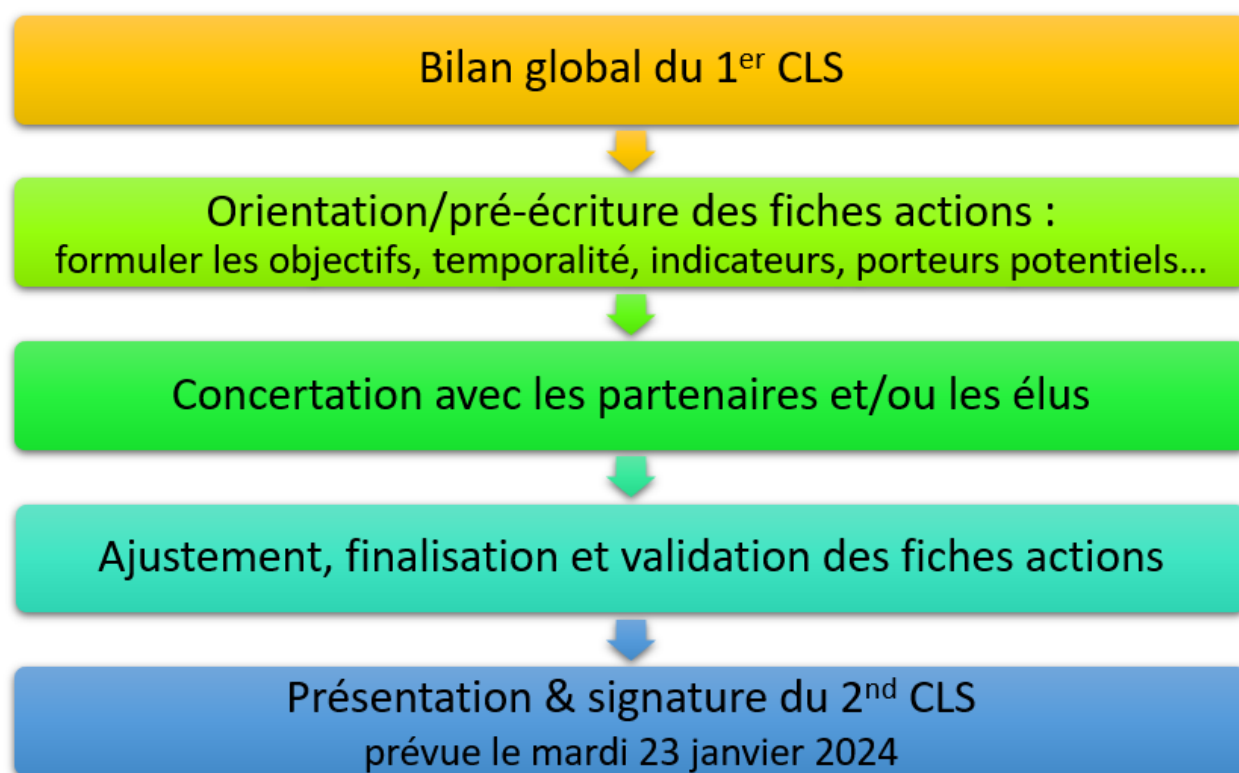 Bilan global du 1er CLS
Orientation/pré-écriture des fiches actions :
formuler les objectifs, temporalité, indicateurs, porteurs potentiels...
Concertation avec les partenaires et/ou les élus
Ajustement, finalisation et validation des fiches actions
Présentation & signature du 2nd CLS
prévue le mardi 23 janvier 2024